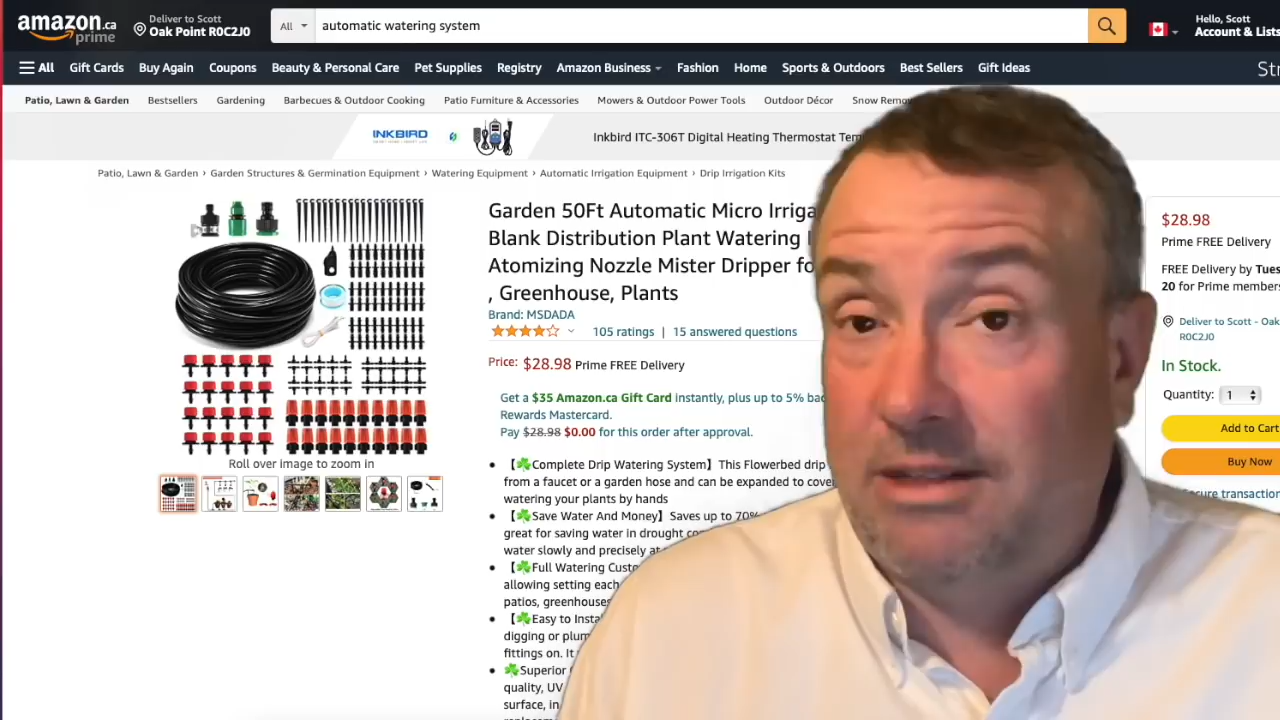 amazon.ca
prime
Deliver to Scott
Oak Point R0C2J0
All
automatic watering system
Hello, Scott
Account & Lists
All
Gift Cards
Buy Again
Coupons
Beauty & Personal Care
Pet Supplies
Registry
Amazon Business
Fashion
Home
Sports & Outdoors
Best Sellers
Gift Ideas
Patio, Lawn & Garden
Bestsellers
Gardening
Barbecues & Outdoor Cooking
Patio Furniture & Accessories
Mowers & Outdoor Power Tools
Outdoor Décor
Snow
INKBIRD
Inkbird ITC-306T Digital Heating Thermostat
Patio, Lawn & Garden › Garden Structures & Germination Equipment › Watering Equipment › Automatic Irrigation Equipment › Drip Irrigation Kits
Garden 50Ft Automatic Micro
Blank Distribution Plant Watering
Atomizing Nozzle Mister Dripper
, Greenhouse, Plants
Brand: MSDADA
105 ratings | 15 answered questions
Price: $28.98 Prime FREE Delivery
Get a $35 Amazon.ca Gift Card instantly, plus up to 5%
Rewards Mastercard.
Pay $28.98 $0.00 for this order after approval.
Roll over image to zoom in
【Complete Drip Watering System】This Flowerbed drip
from a faucet or a garden hose and can be expanded to
watering your plants by hands
【Save Water And Money】Saves up to 70%
great for saving water in drought
water slowly and precisely
【Full Watering
allowing setting each
patios, greenhouses
【Easy to
digging or
fittings on. It
Superior
quality, UV
surface, in
$28.98
Prime FREE Delivery
FREE Delivery by
20 for Prime members
Deliver to Scott -
R0C2J0
In Stock.
Quantity: 1
Add to Cart
Buy Now